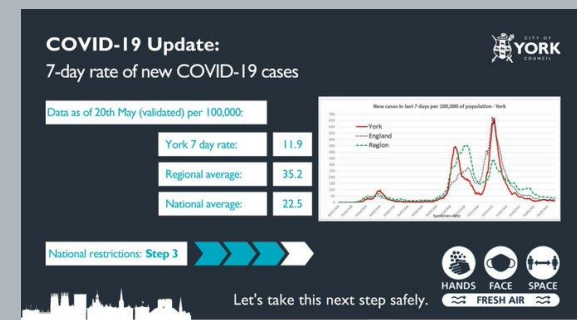 COVID-19 Update:
7-day rate of new COVID-19 cases
CITY OF
YORK
COUNCIL
Data as of 20th May (validated) per 100,000:
York 7 day rate: 11.9
Regional average: 35.2
National average: 22.5
New cases in last 7 days per 100,000 of population - York
York
England
Region
National restrictions: Step 3
HANDS FACE SPACE
FRESH AIR
Let's take this next step safely.